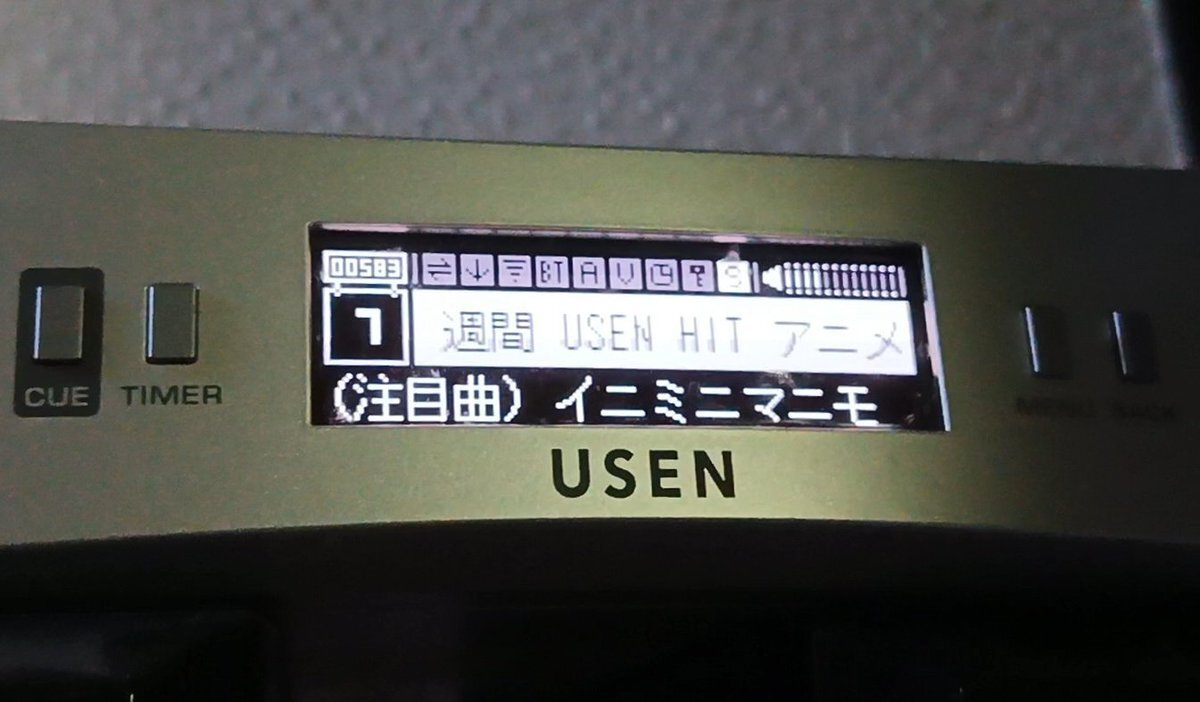 00583 BT A V S
7 週間 USEN HIT アニメ
(注目曲) イニミニマニモ
CUE TIMER
USEN